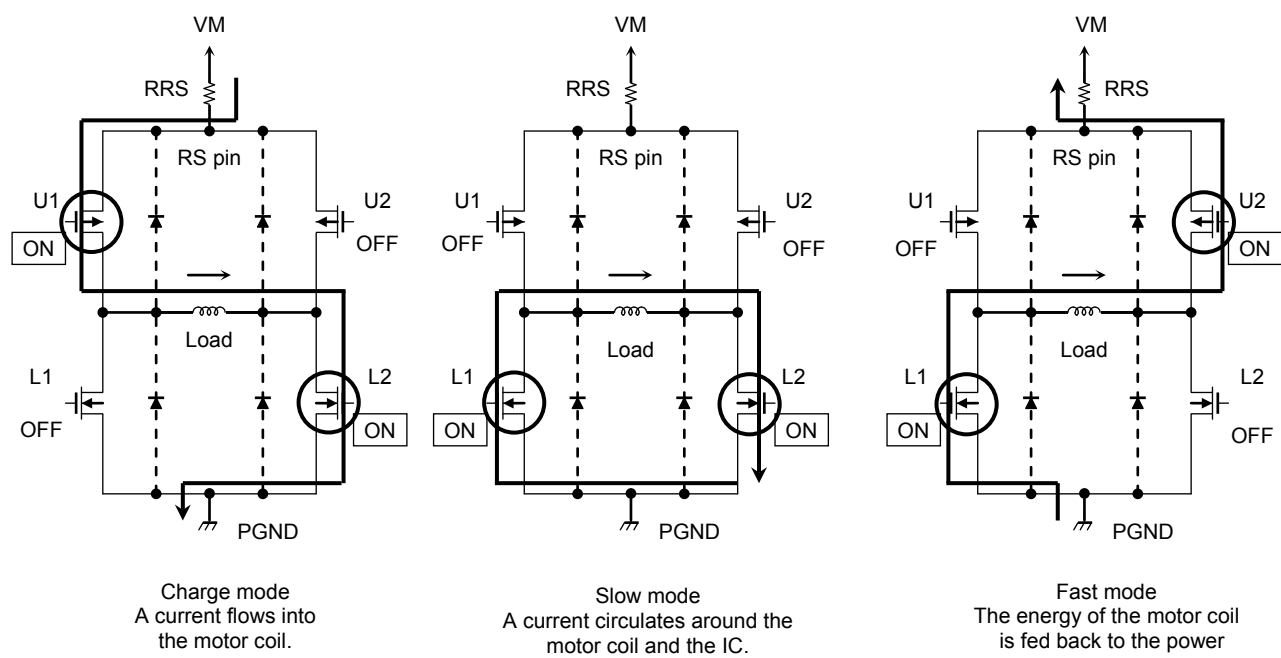 VM
RRS
RS pin
U1
ON
U2
OFF
Load
L1
OFF
L2
ON
PGND
Charge mode
A current flows into
the motor coil.
VM
RRS
RS pin
U1
OFF
U2
OFF
Load
L1
ON
L2
ON
PGND
Slow mode
A current circulates around the
motor coil and the IC.
VM
RRS
RS pin
U1
OFF
U2
ON
Load
L1
ON
L2
OFF
PGND
Fast mode
The energy of the motor coil
is fed back to the power